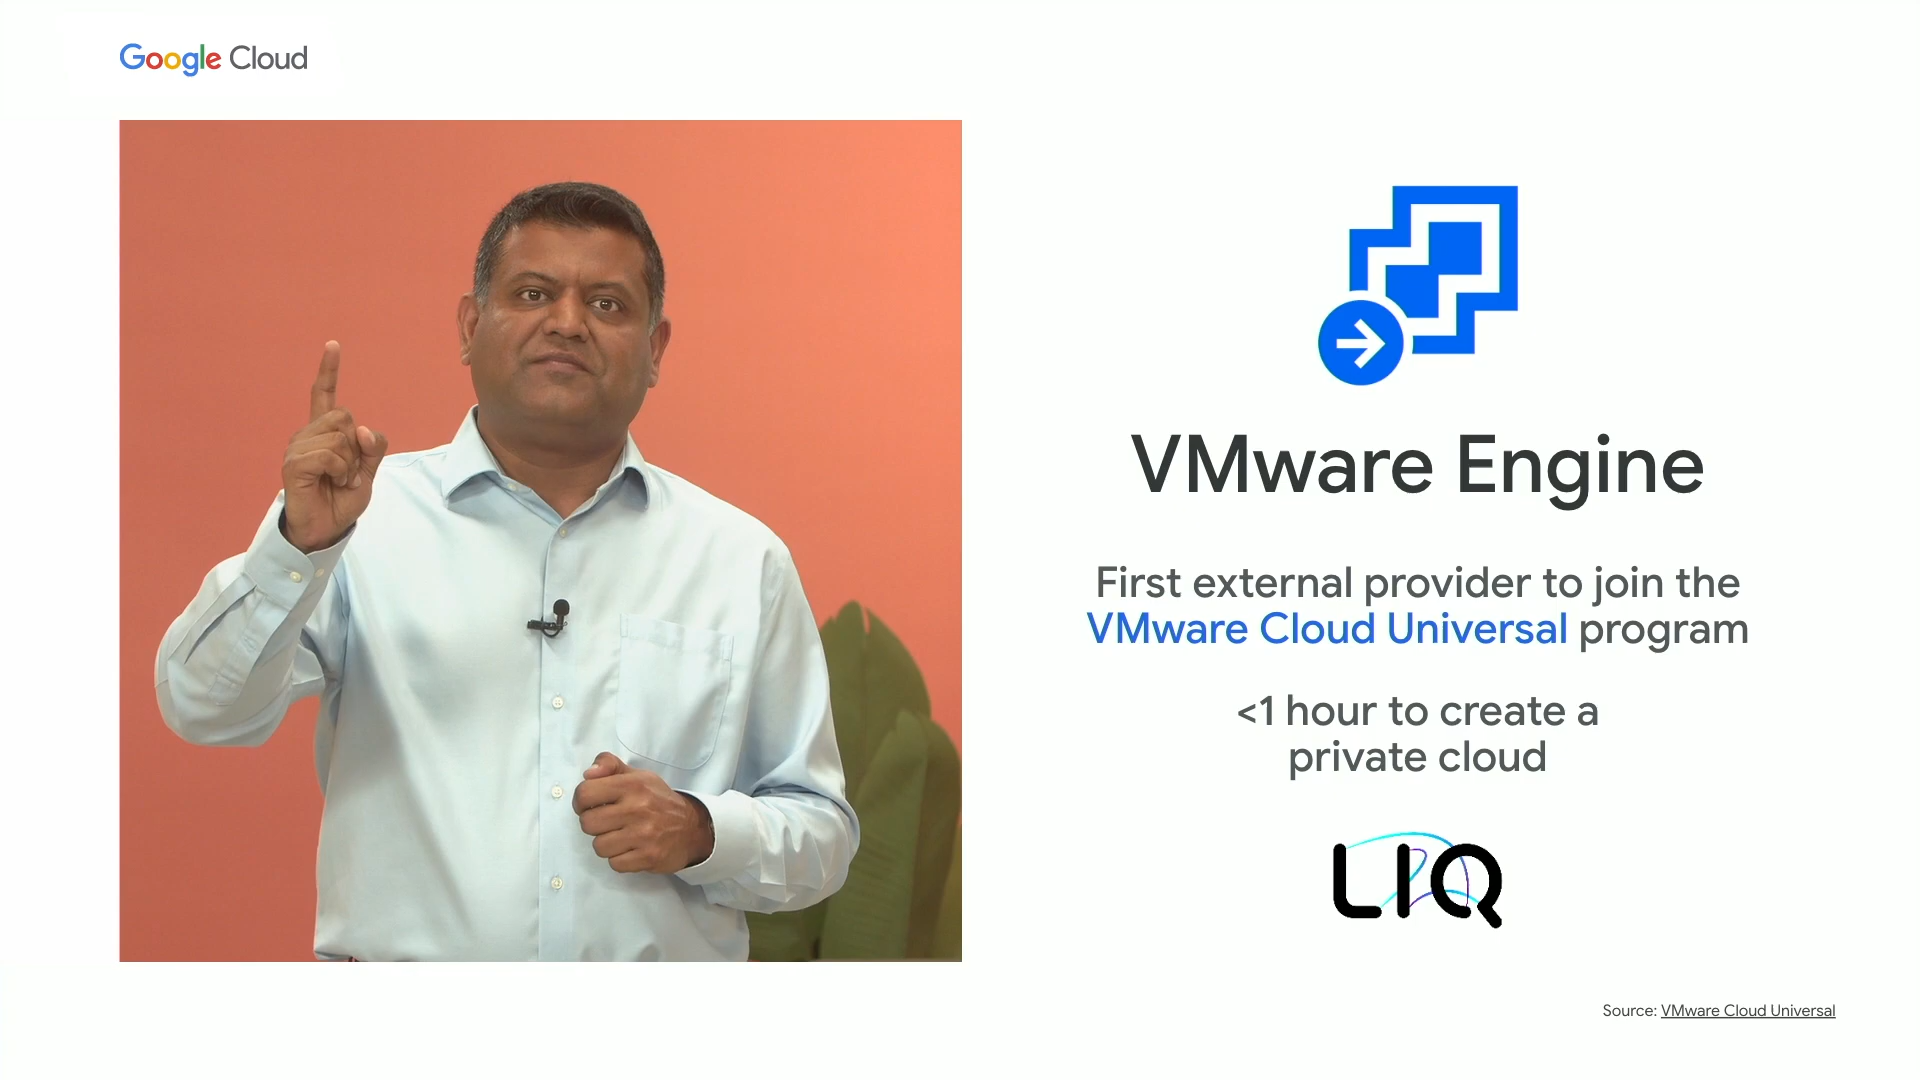 Google Cloud
VMware Engine
First external provider to join the
VMware Cloud Universal program
<1 hour to create a
private cloud
LIQ
Source: VMware Cloud Universal